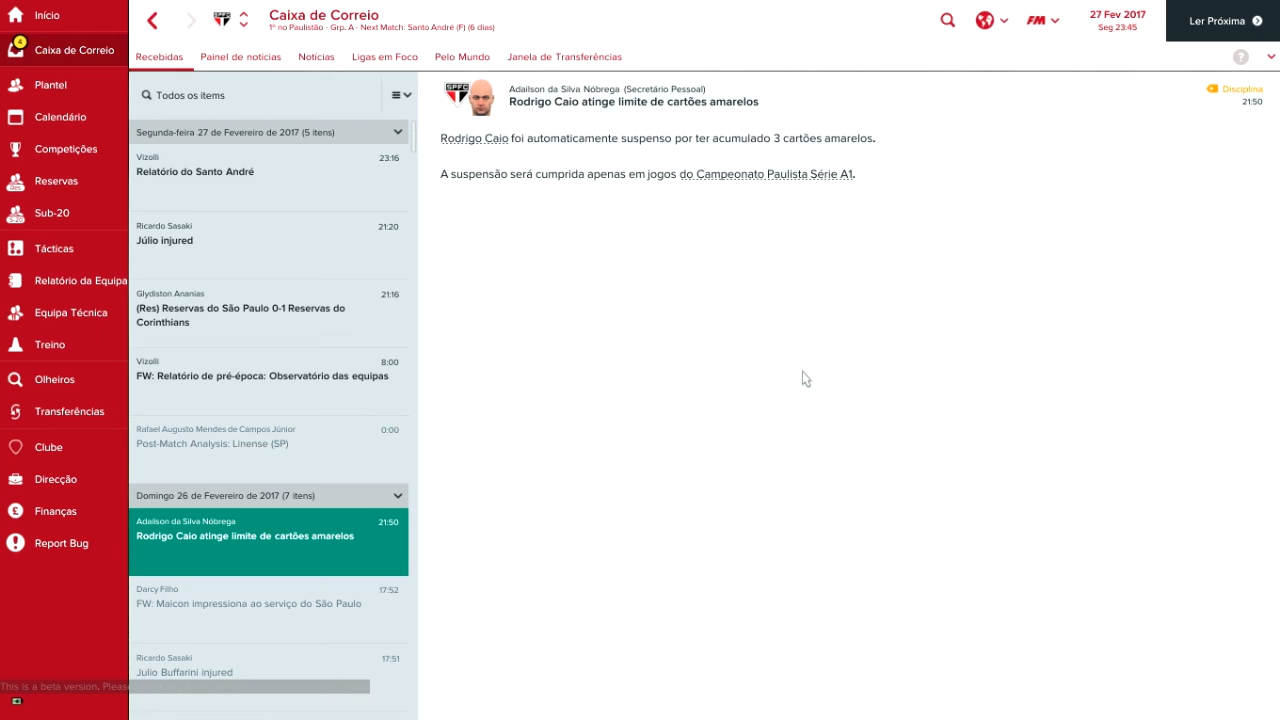 Início
4
Caixa de Correio
Plantel
Calendário
Competições
Reservas
Sub-20
Tácticas
Relatório da Equipa
Equipa Técnica
Treino
Olheiros
Transferências
Clube
Direcção
Finanças
Report Bug
This is a beta version. Pleas
SPFC
Caixa de Correio
1º no Paulistão - Grp. A - Next Match: Santo André (F) (6 dias)
FM
27 Fev 2017
Seg 23:45
Ler Próxima
Recebidas
Painel de notícias
Notícias
Ligas em Foco
Pelo Mundo
Janela de Transferências
?
Todos os itens
Segunda-feira 27 de Fevereiro de 2017 (5 itens)
Vizolli 23:16
Relatório do Santo André
Ricardo Sasaki 21:20
Júlio injured
Glydiston Ananias 21:16
(Res) Reservas do São Paulo 0-1 Reservas do
Corinthians
Vizolli 8:00
FW: Relatório de pré-época: Observatório das equipas
Rafael Augusto Mendes de Campos Júnior 0:00
Post-Match Analysis: Linense (SP)
Domingo 26 de Fevereiro de 2017 (7 itens)
Adailson da Silva Nóbrega 21:50
Rodrigo Caio atinge limite de cartões amarelos
Darcy Filho 17:52
FW: Maicon impressiona ao serviço do São Paulo
Ricardo Sasaki 17:51
Julio Buffarini injured
SPFC
Adailson da Silva Nóbrega (Secretário Pessoal)
Rodrigo Caio atinge limite de cartões amarelos
Disciplina
21:50
Rodrigo Caio foi automaticamente suspenso por ter acumulado 3 cartões amarelos.
A suspensão será cumprida apenas em jogos do Campeonato Paulista Série A1.